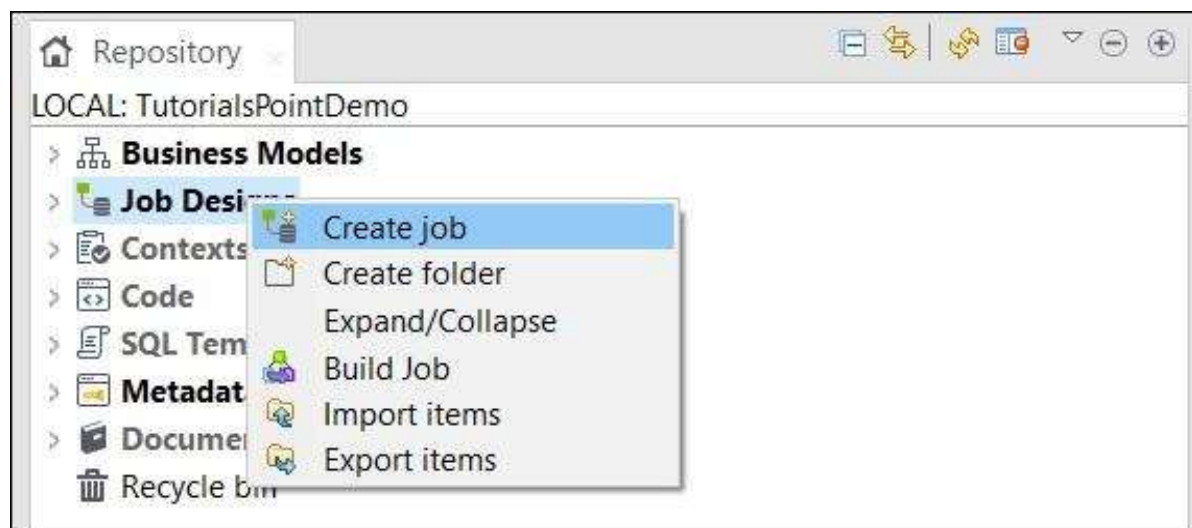 Repository
LOCAL: TutorialsPointDemo
Business Models
Job Desi
Create job
Contexts
Create folder
Code
Expand/Collapse
SQL Tem
Build Job
Metadat
Import items
Docume
Export items
Recycle bin